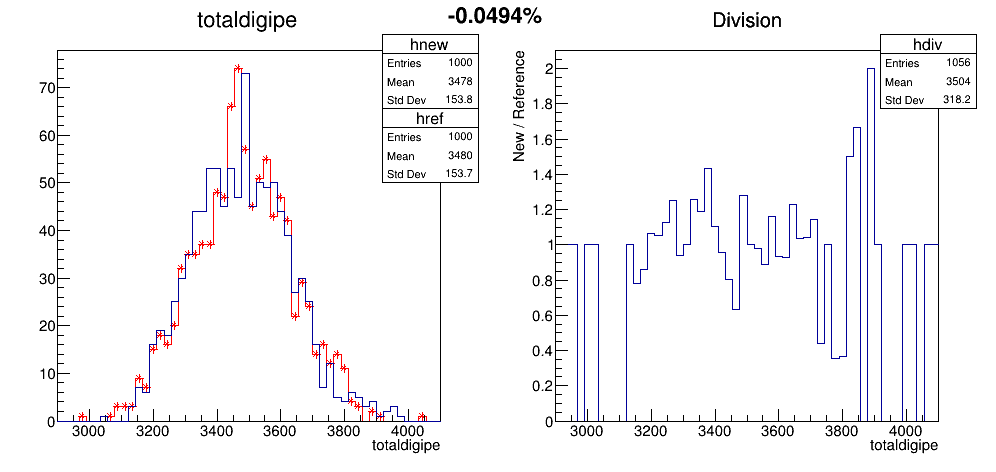 totaldigipe
-0.0494%
Division
hnew
Entries 1000
Mean 3478
Std Dev 153.8
href
Entries 1000
Mean 3480
Std Dev 153.7
70
60
50
40
30
20
10
0
3000 3200 3400 3600 3800 4000
totaldigipe
hdiv
Entries 1056
Mean 3504
Std Dev 318.2
New / Reference
2
1.8
1.6
1.4
1.2
1
0.8
0.6
0.4
0.2
0
3000 3200 3400 3600 3800 4000
totaldigipe